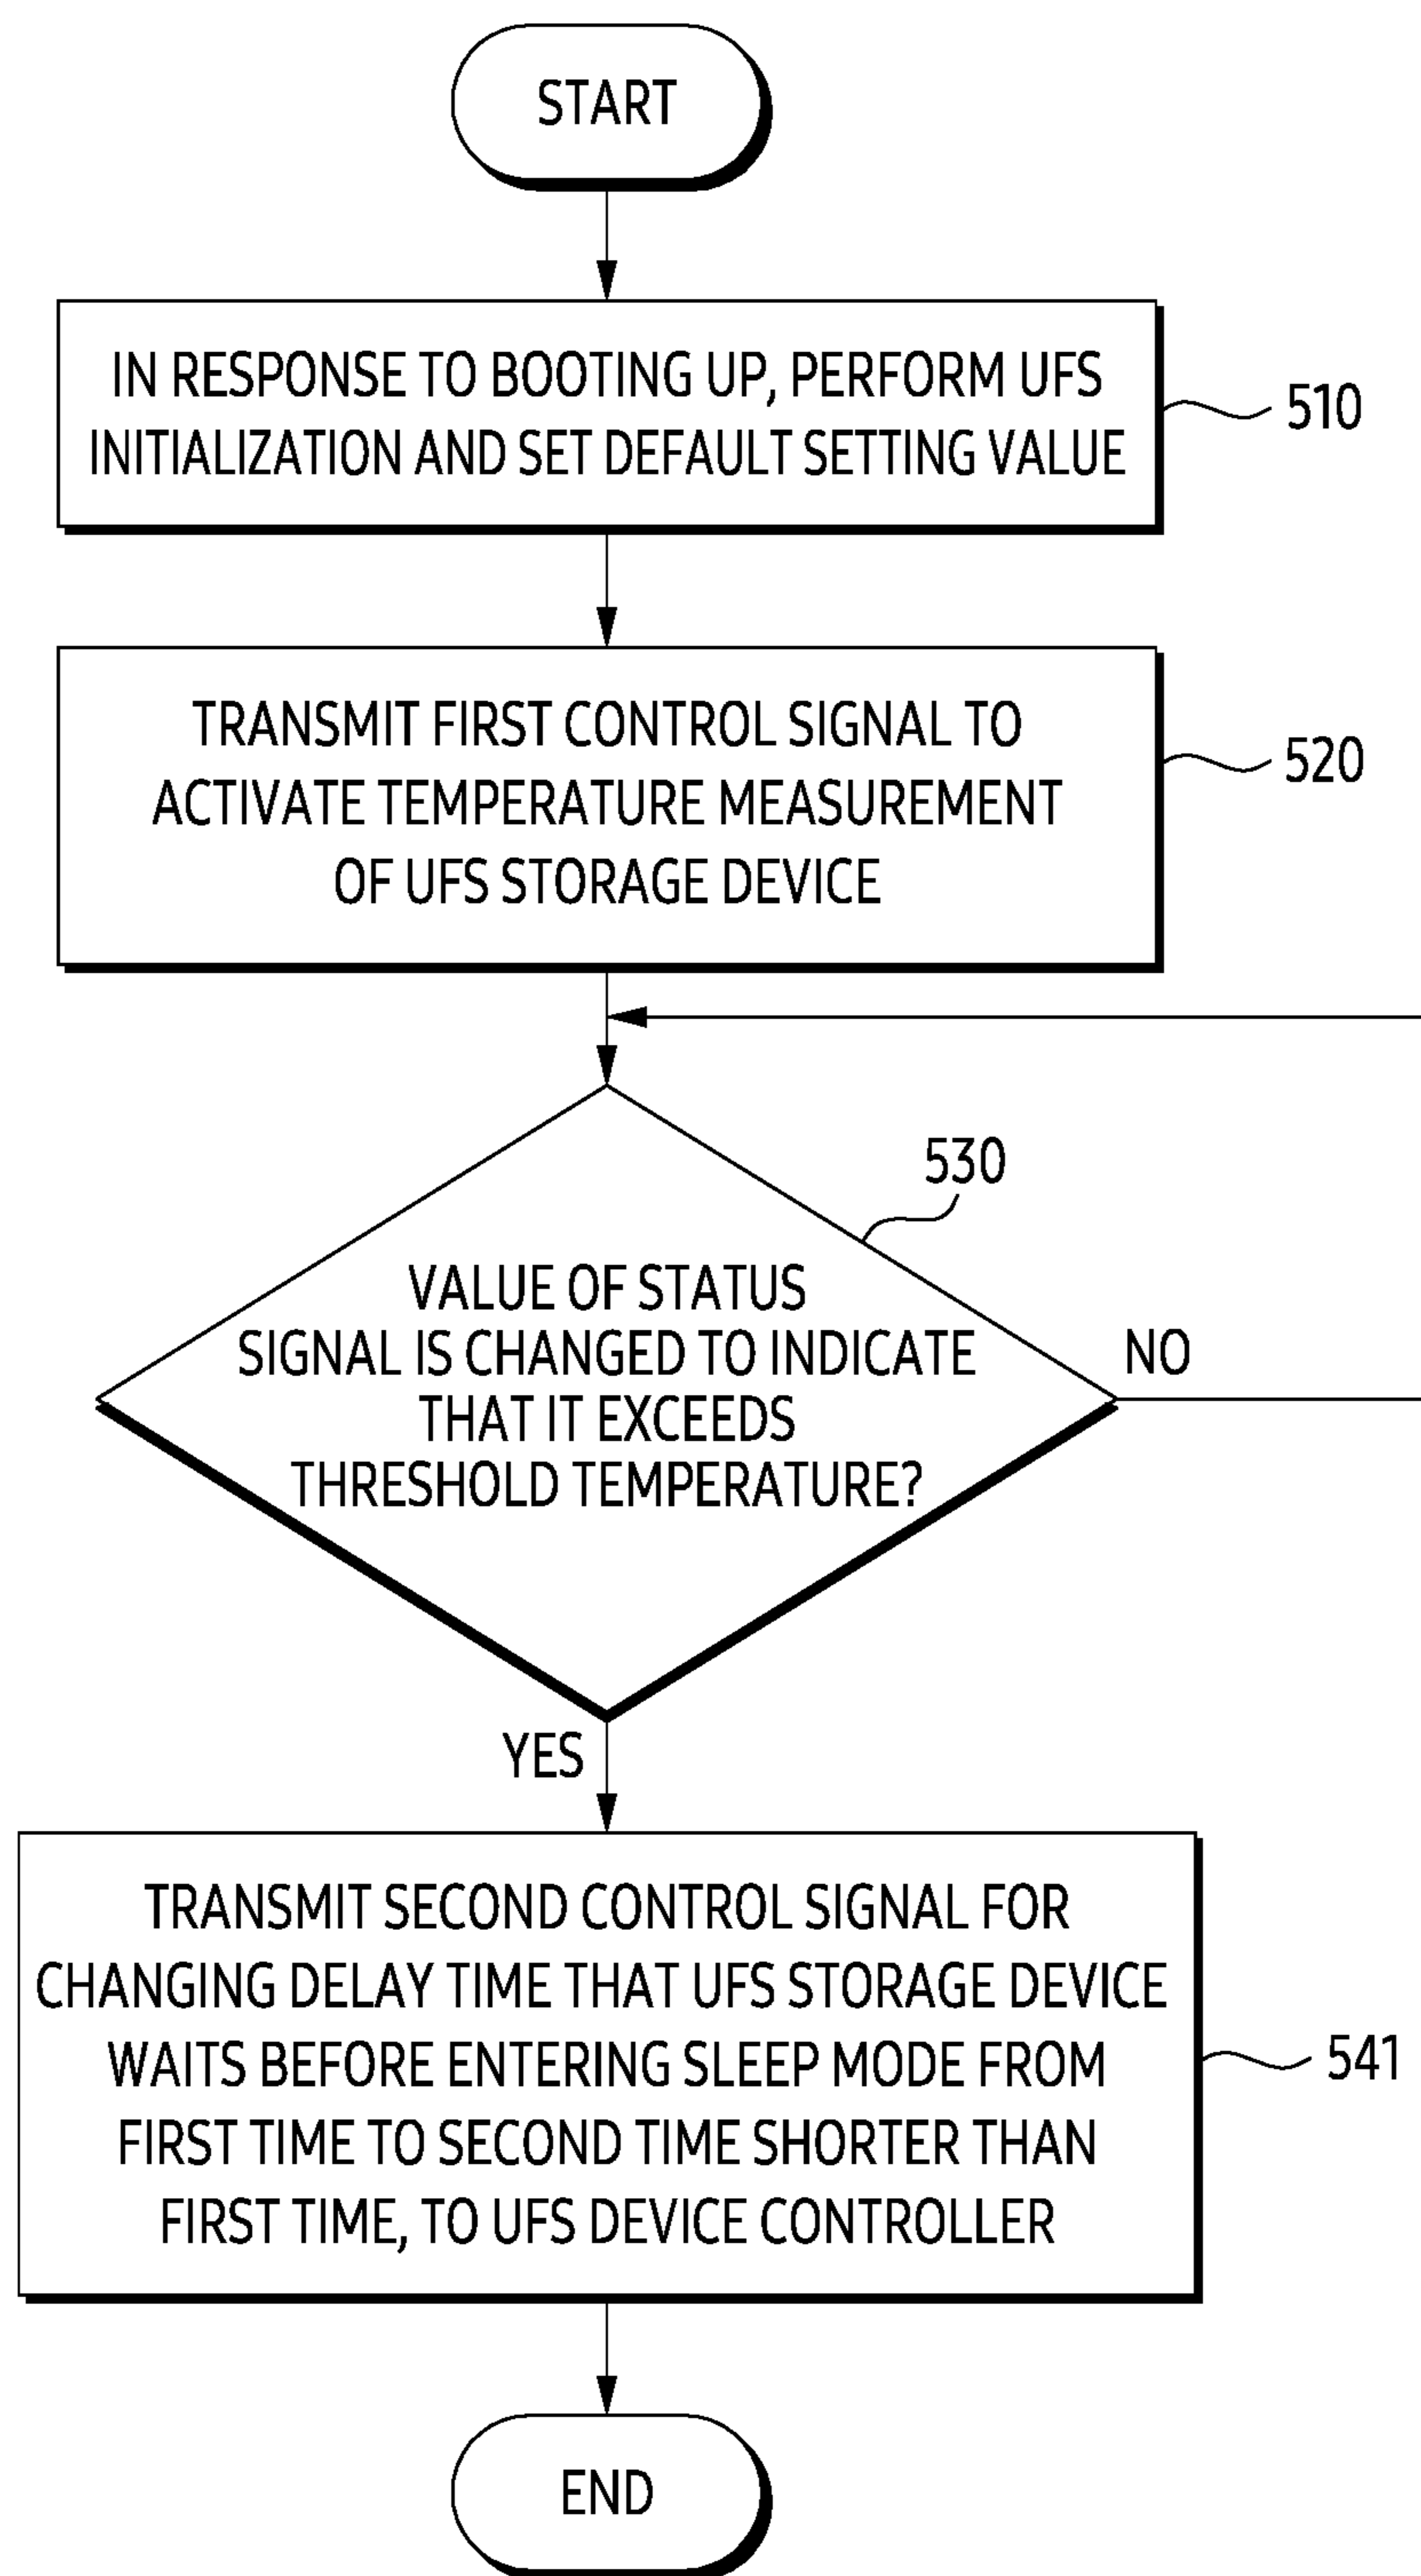 START
IN RESPONSE TO BOOTING UP, PERFORM UFS
INITIALIZATION AND SET DEFAULT SETTING VALUE
510
TRANSMIT FIRST CONTROL SIGNAL TO
ACTIVATE TEMPERATURE MEASUREMENT
OF UFS STORAGE DEVICE
520
530
VALUE OF STATUS
SIGNAL IS CHANGED TO INDICATE
THAT IT EXCEEDS
THRESHOLD TEMPERATURE?
NO
YES
TRANSMIT SECOND CONTROL SIGNAL FOR
CHANGING DELAY TIME THAT UFS STORAGE DEVICE
WAITS BEFORE ENTERING SLEEP MODE FROM
FIRST TIME TO SECOND TIME SHORTER THAN
FIRST TIME, TO UFS DEVICE CONTROLLER
541
END